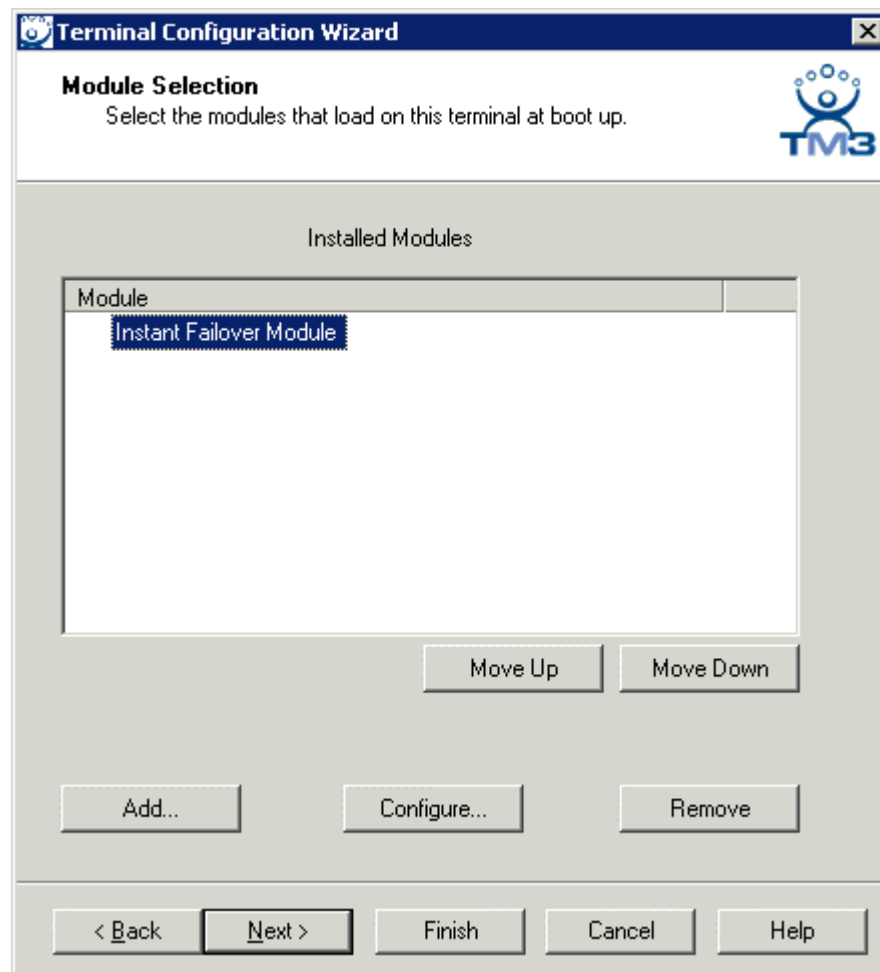 Terminal Configuration Wizard
Module Selection
Select the modules that load on this terminal at boot up.
TM3
Installed Modules
Module
Instant Failover Module
Move Up
Move Down
Add...
Configure...
Remove
< Back
Next >
Finish
Cancel
Help